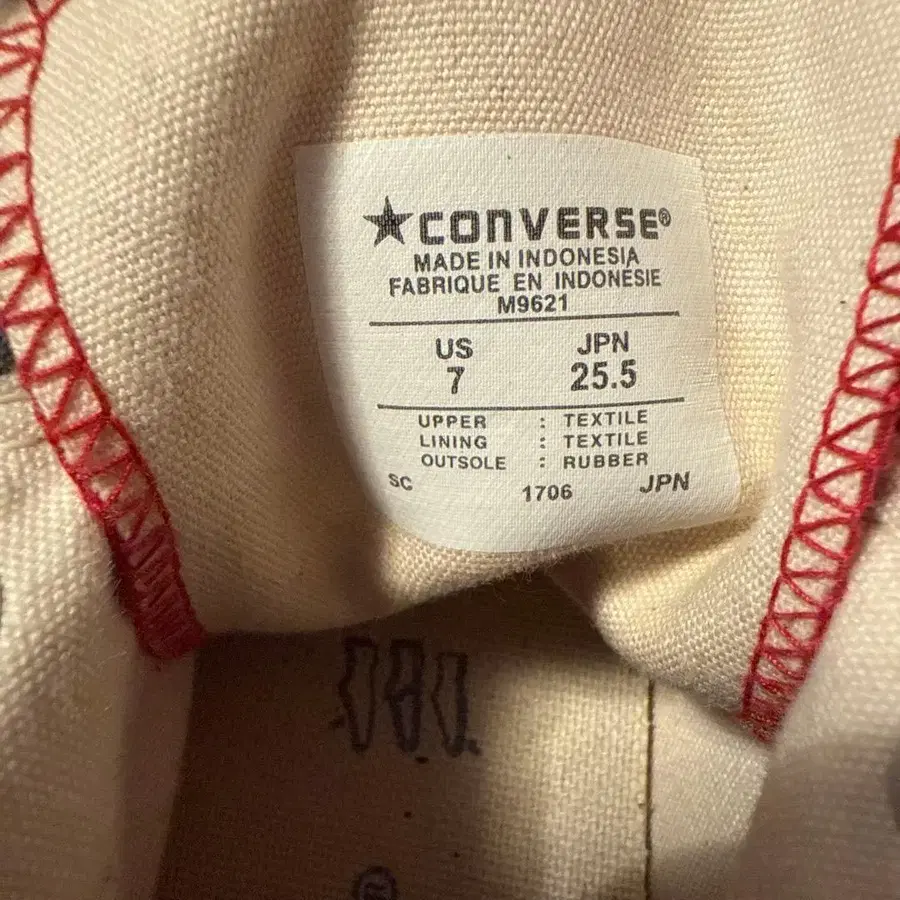 ★CONVERSE®
MADE IN INDONESIA
FABRIQUE EN INDONESIE
M9621
US JPN
7 25.5
UPPER : TEXTILE
LINING : TEXTILE
OUTSOLE : RUBBER
SC 1706 JPN